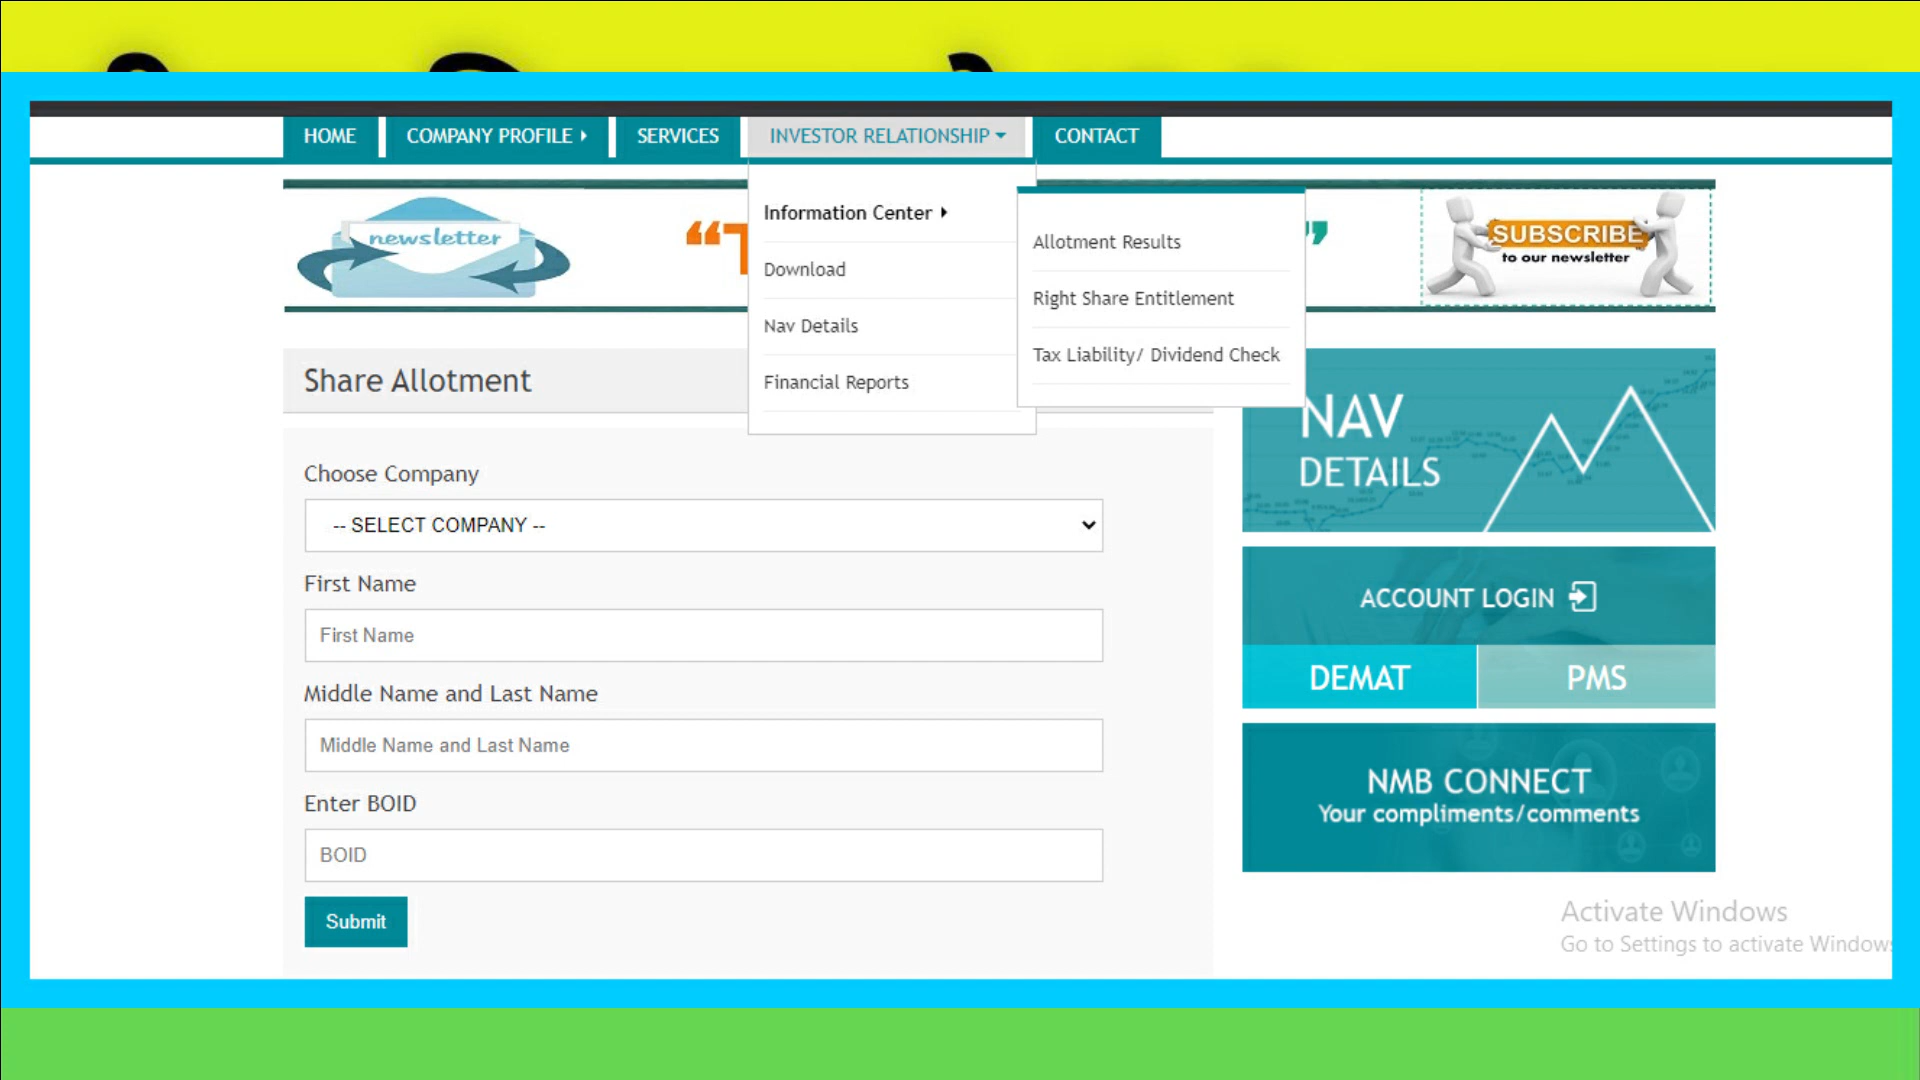 HOME
COMPANY PROFILE
SERVICES
INVESTOR RELATIONSHIP
CONTACT
newsletter
“T
”
SUBSCRIBE
to our newsletter
Information Center
Download
Nav Details
Financial Reports
Allotment Results
Right Share Entitlement
Tax Liability/ Dividend Check
Share Allotment
Choose Company
-- SELECT COMPANY --
First Name
First Name
Middle Name and Last Name
Middle Name and Last Name
Enter BOID
BOID
Submit
NAV
DETAILS
ACCOUNT LOGIN
DEMAT
PMS
NMB CONNECT
Your compliments/comments
Activate Windows
Go to Settings to activate Windows